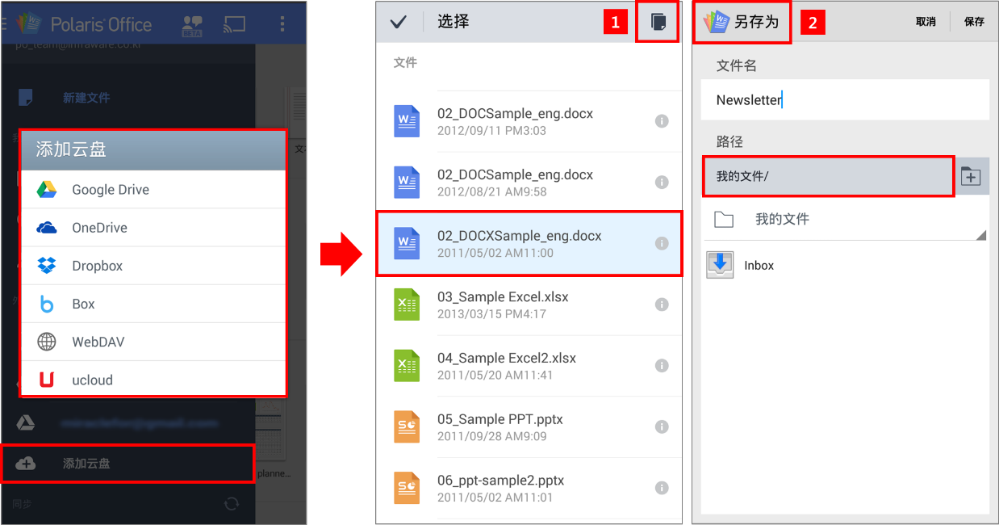 Polaris Office
BETA
po_team@infraware.co.kr
新建文件
添加云盘
Google Drive
OneDrive
Dropbox
Box
WebDAV
ucloud
添加云盘
planne...
同步
选择
1
文件
02_DOCSample_eng.docx
2012/09/11 PM3:03
02_DOCSample_eng.docx
2012/08/21 AM9:58
02_DOCXSample_eng.docx
2011/05/02 AM11:00
03_Sample Excel.xlsx
2013/03/15 PM4:17
04_Sample Excel2.xlsx
2011/05/20 AM11:41
05_Sample PPT.pptx
2011/09/28 AM9:09
06_ppt-sample2.pptx
2011/05/02 AM11:01
另存为
2
取消
保存
文件名
Newsletter
路径
我的文件/
我的文件
Inbox